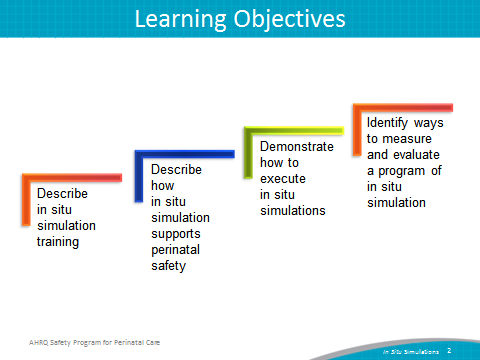 Learning Objectives
Describe
in situ
simulation
training
Describe
how
in situ
simulation
supports
perinatal
safety
Demonstrate
how to
execute
in situ
simulations
Identify ways
to measure
and evaluate
a program of
in situ
simulation
AHRQ Safety Program for Perinatal Care
In Situ Simulations 2